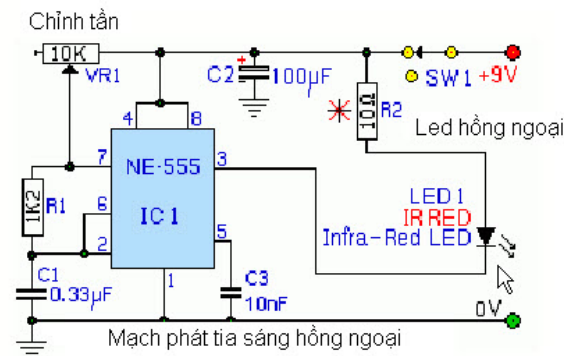 Chỉnh tần
10K
VR1
C2
+
100µF
SW1 +9V
10Ω
R2
Led hồng ngoại
4
8
7
NE-555
3
R1
1K2
6
IC1
LED 1
IR RED
Infra-Red LED
2
5
C1
0.33µF
1
C3
10nF
0V
Mạch phát tia sáng hồng ngoại